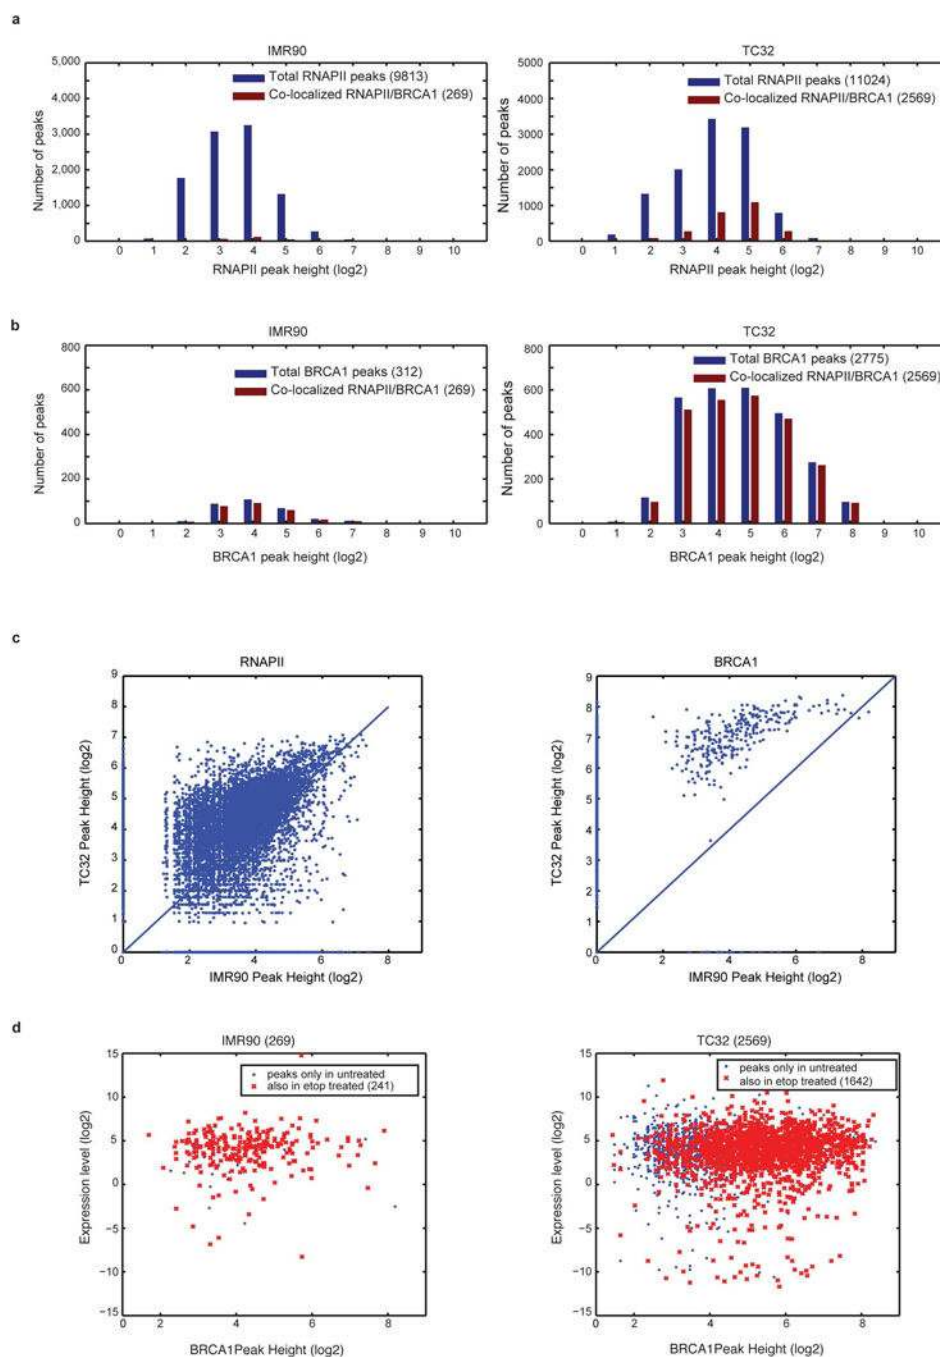 a
IMR90
5,000
4,000
3,000
2,000
1,000
0
Number of peaks
Total RNAPII peaks (9813)
Co-localized RNAPII/BRCA1 (269)
0 1 2 3 4 5 6 7 8 9 10
RNAPII peak height (log2)
TC32
5000
4000
3000
2000
1000
0
Number of peaks
Total RNAPII peaks (11024)
Co-localized RNAPII/BRCA1 (2569)
0 1 2 3 4 5 6 7 8 9 10
RNAPII peak height (log2)
b
IMR90
800
600
400
200
0
Number of peaks
Total BRCA1 peaks (312)
Co-localized RNAPII/BRCA1 (269)
0 1 2 3 4 5 6 7 8 9 10
BRCA1 peak height (log2)
TC32
800
600
400
200
0
Number of peaks
Total BRCA1 peaks (2775)
Co-localized RNAPII/BRCA1 (2569)
0 1 2 3 4 5 6 7 8 9 10
BRCA1 peak height (log2)
c
RNAPII
9
8
7
6
5
4
3
2
1
0
TC32 Peak Height (log2)
0 2 4 6 8
IMR90 Peak Height (log2)
BRCA1
9
8
7
6
5
4
3
2
1
0
TC32 Peak Height (log2)
0 2 4 6 8
IMR90 Peak Height (log2)
d
IMR90 (269)
15
10
5
0
−5
−10
−15
Expression level (log2)
peaks only in untreated
also in etop treated (241)
0 2 4 6 8
BRCA1Peak Height (log2)
TC32 (2569)
15
10
5
0
−5
−10
−15
Expression level (log2)
peaks only in untreated
also in etop treated (1642)
0 2 4 6 8
BRCA1Peak Height (log2)